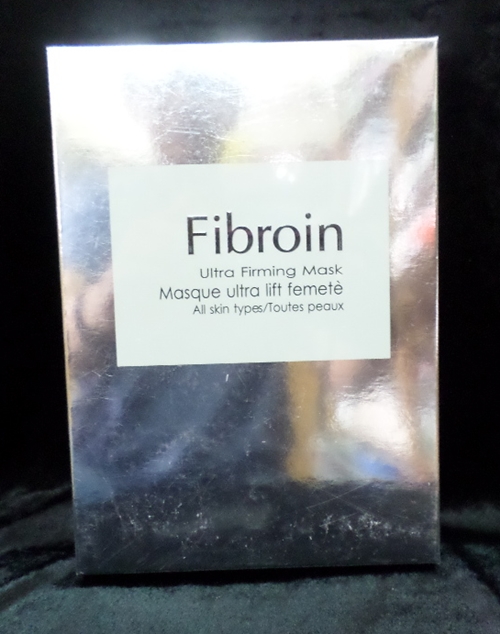 Fibroin
Ultra Firming Mask
Masque ultra lift femetè
All skin types/Toutes peaux